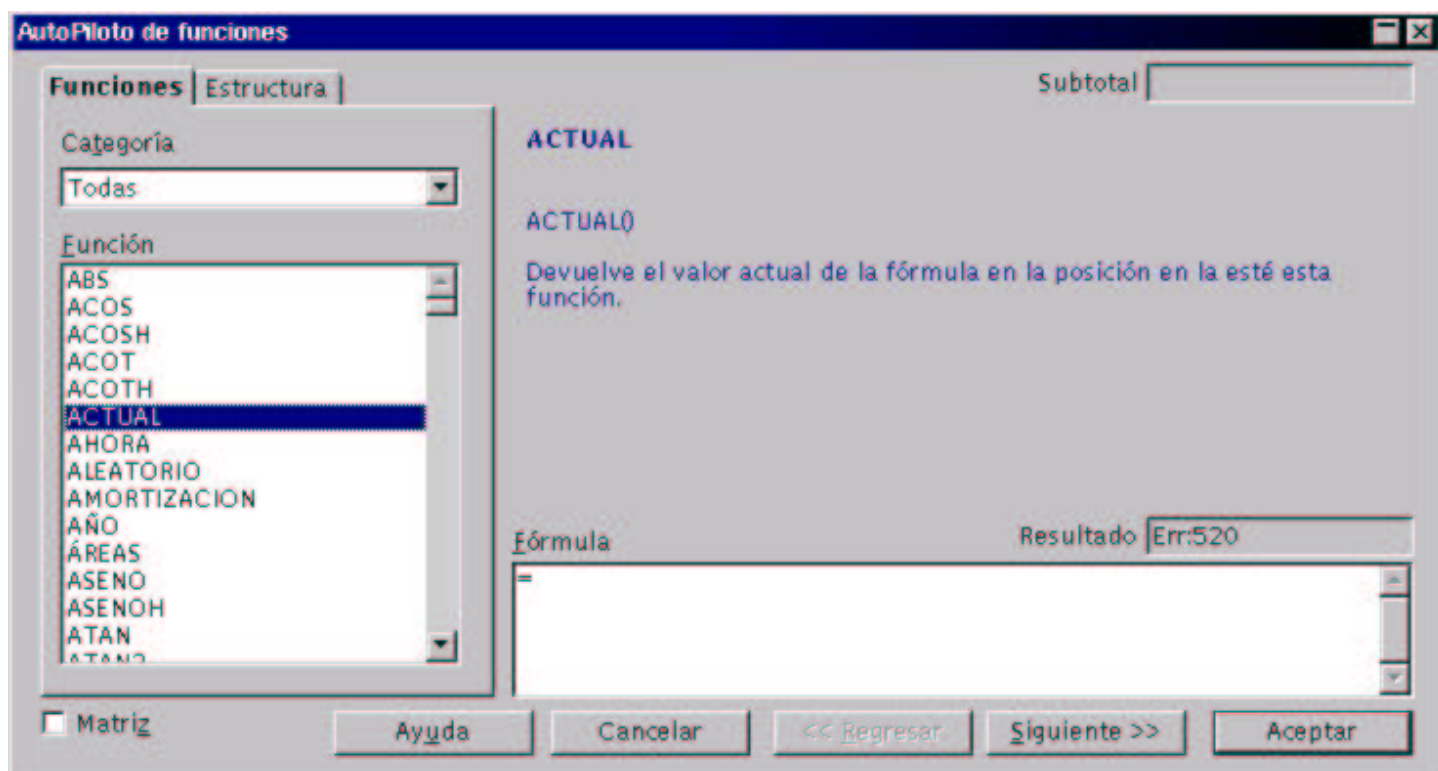 AutoPiloto de funciones
Funciones
Estructura
Subtotal
Categoría
Todas
Función
ABS
ACOS
ACOSH
ACOT
ACOTH
ACTUAL
AHORA
ALEATORIO
AMORTIZACION
AÑO
ÁREAS
ASENO
ASENOH
ATAN
ATAN2
ACTUAL
ACTUAL()
Devuelve el valor actual de la fórmula en la posición en la esté esta
función.
Fórmula
Resultado
Err:520
=
Matriz
Ayuda
Cancelar
<< Regresar
Siguiente >>
Aceptar